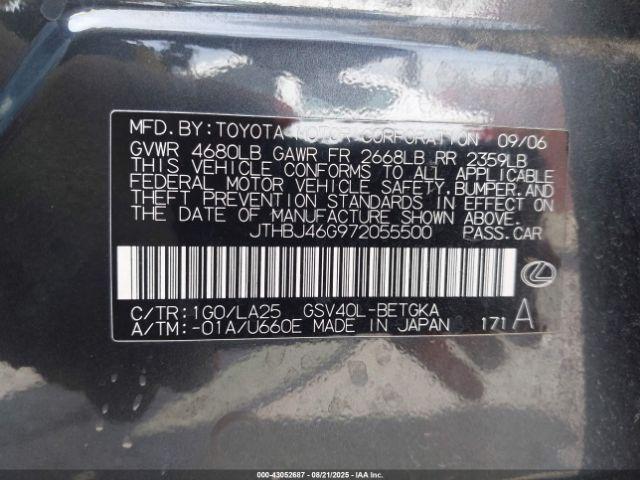 MFD. BY: TOYOTA MOTOR CORPORATION 09/06
GVWR 4680LB GAWR FR 2668LB RR 2359LB
THIS VEHICLE CONFORMS TO ALL APPLICABLE
FEDERAL MOTOR VEHICLE SAFETY, BUMPER, AND
THEFT PREVENTION STANDARDS IN EFFECT ON
THE DATE OF MANUFACTURE SHOWN ABOVE.
JTHBJ46G972055500 PASS. CAR
C/TR: 1G0/LA25 GSV40L-BETGKA
A/TM: -01A/U660E MADE IN JAPAN 171 A
000-43052687 - 08/21/2025 - IAAI.COM